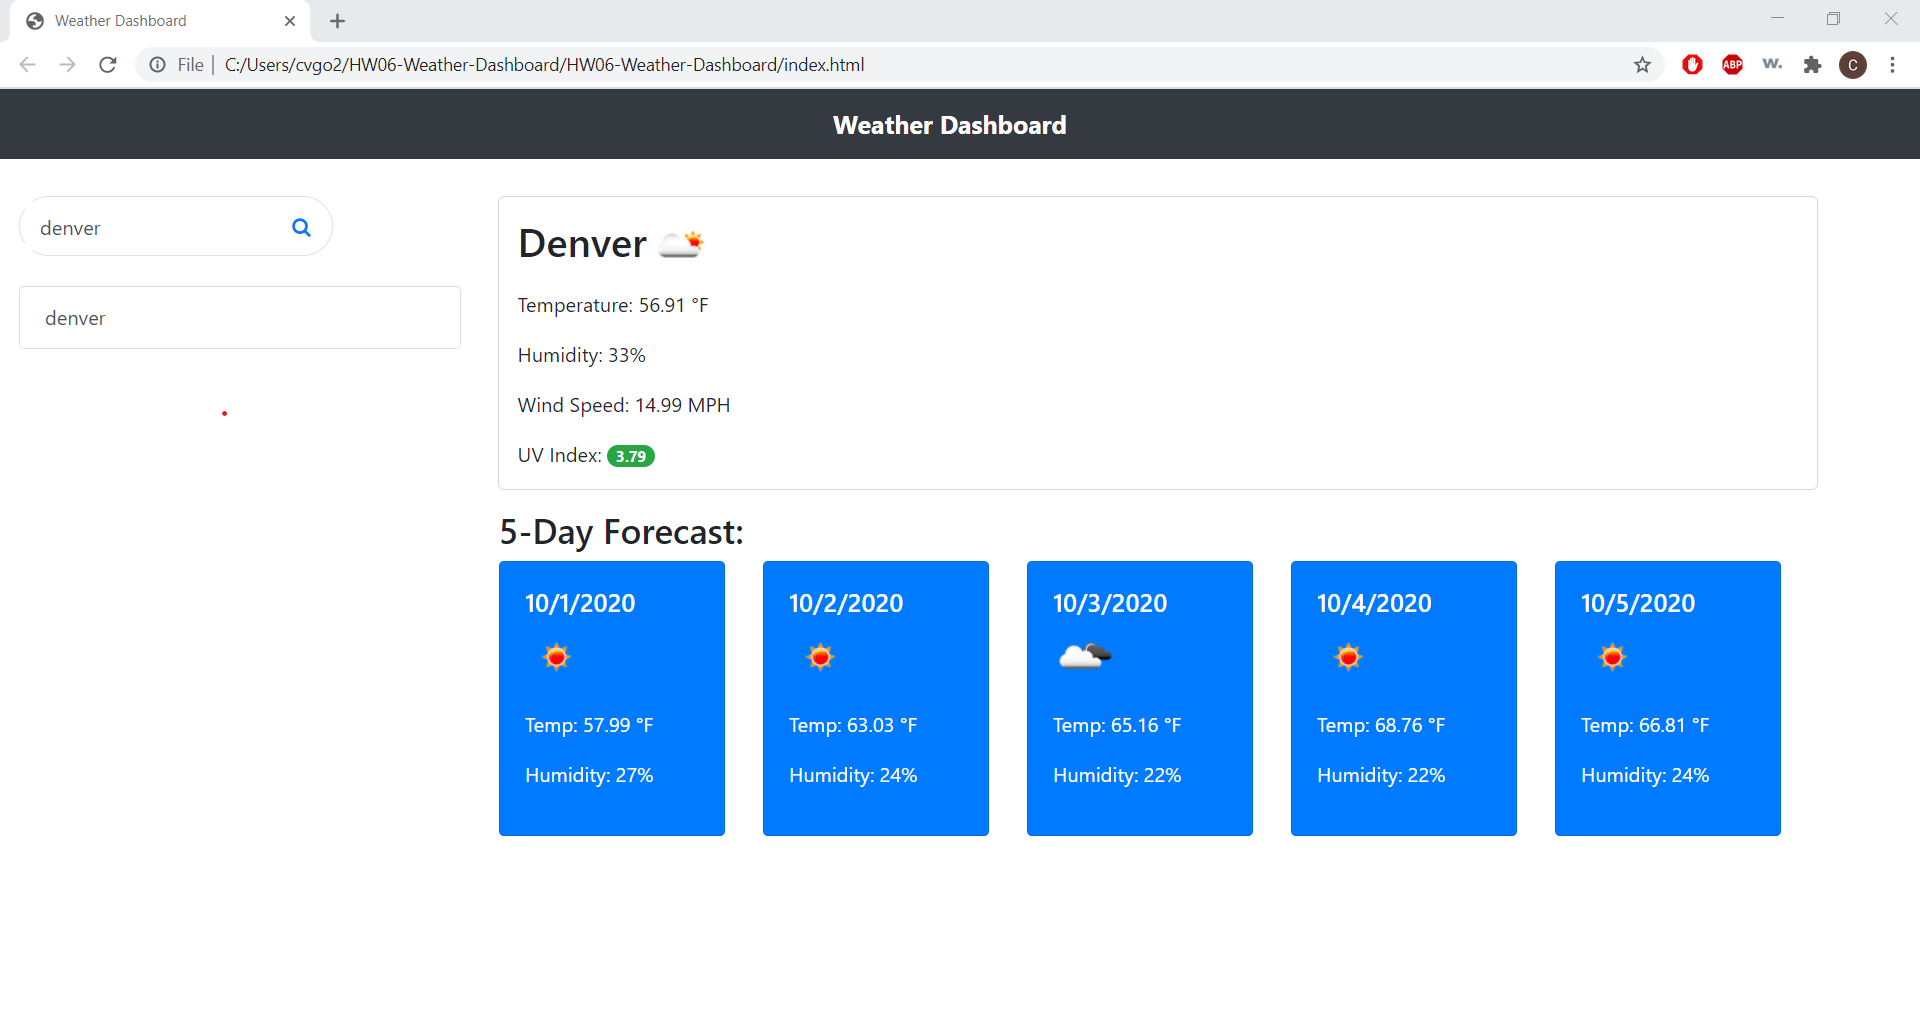 Weather Dashboard
File | C:/Users/cvgo2/HW06-Weather-Dashboard/HW06-Weather-Dashboard/index.html
ABP
w.
C
Weather Dashboard
denver
denver
Denver
Temperature: 56.91 °F
Humidity: 33%
Wind Speed: 14.99 MPH
UV Index: 3.79
5-Day Forecast:
10/1/2020
Temp: 57.99 °F
Humidity: 27%
10/2/2020
Temp: 63.03 °F
Humidity: 24%
10/3/2020
Temp: 65.16 °F
Humidity: 22%
10/4/2020
Temp: 68.76 °F
Humidity: 22%
10/5/2020
Temp: 66.81 °F
Humidity: 24%